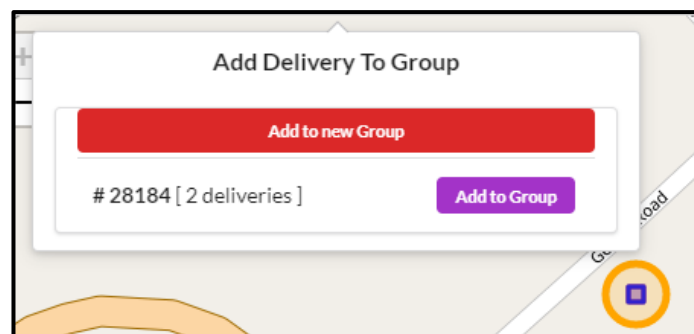 Add Delivery To Group
Add to new Group
# 28184 [ 2 deliveries ] Add to Group